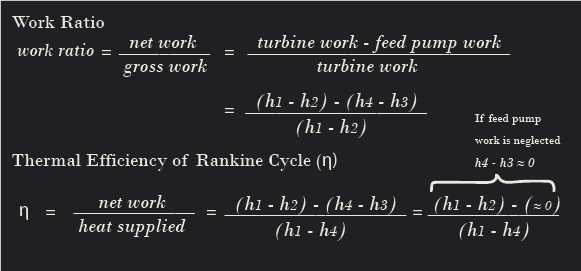 Work Ratio
work ratio = net work / gross work = turbine work - feed pump work / turbine work
= (h1 - h2) - (h4 - h3) / (h1 - h2)
If feed pump
work is neglected
h4 - h3 ≈ 0
Thermal Efficiency of Rankine Cycle (η)
η = net work / heat supplied = (h1 - h2) - (h4 - h3) / (h1 - h4) = (h1 - h2) - (≈ 0) / (h1 - h4)